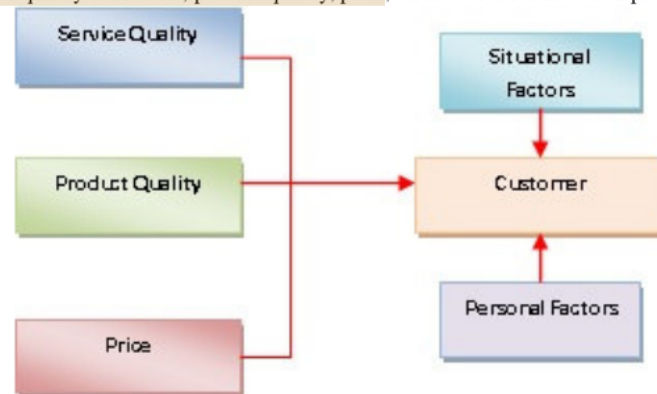 Service Quality
Situational
Factors
Product Quality
Customer
Personal Factors
Price